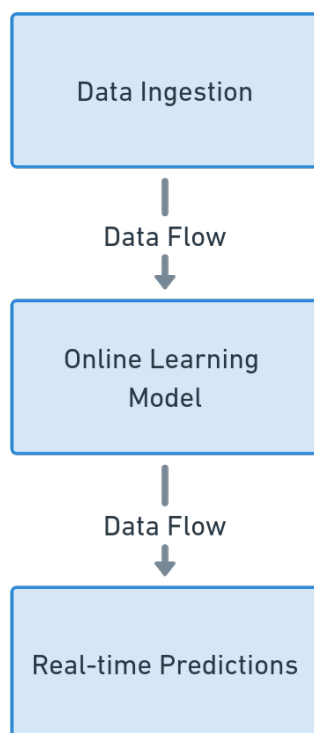 Data Ingestion
Data Flow
Online Learning
Model
Data Flow
Real-time Predictions